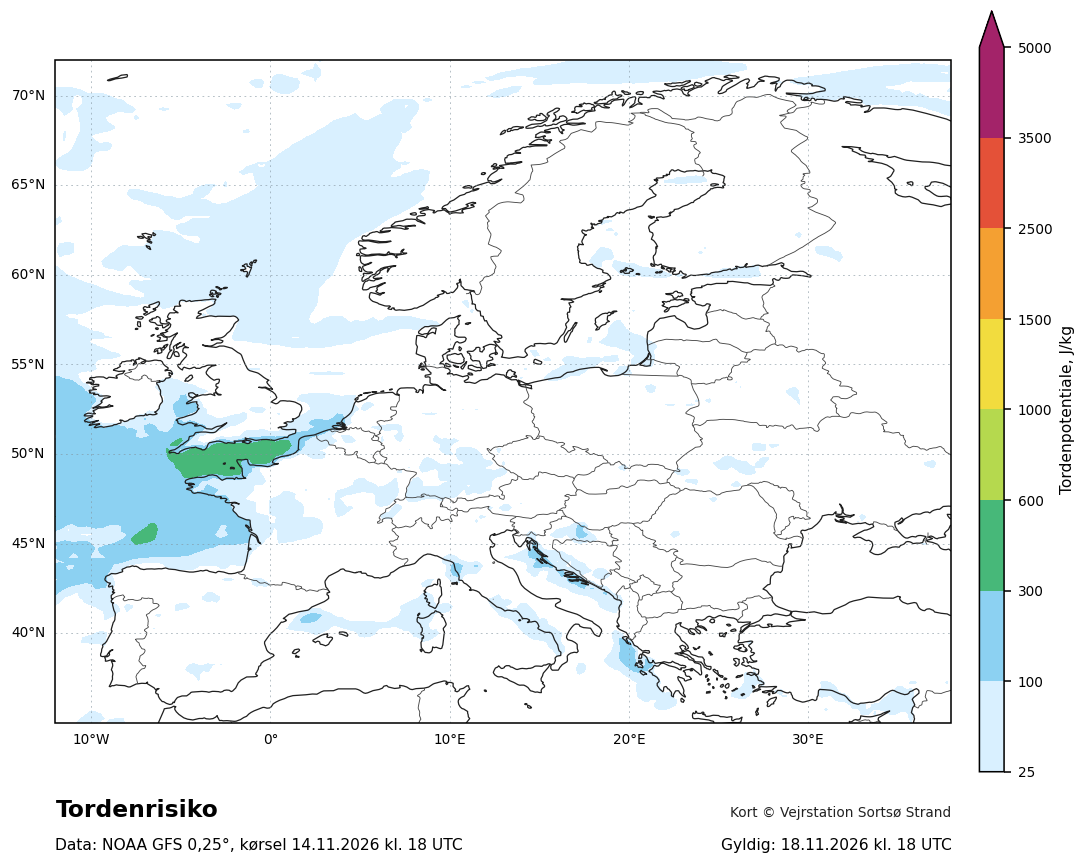 70°N
65°N
60°N
55°N
50°N
45°N
40°N
10°W
0°
10°E
20°E
30°E
5000
3500
2500
1500
1000
600
300
100
25
Tordenpotentiale, J/kg
Tordenrisiko
Kort © Vejrstation Sortsø Strand
Data: NOAA GFS 0,25°, kørsel 14.11.2026 kl. 18 UTC
Gyldig: 18.11.2026 kl. 18 UTC